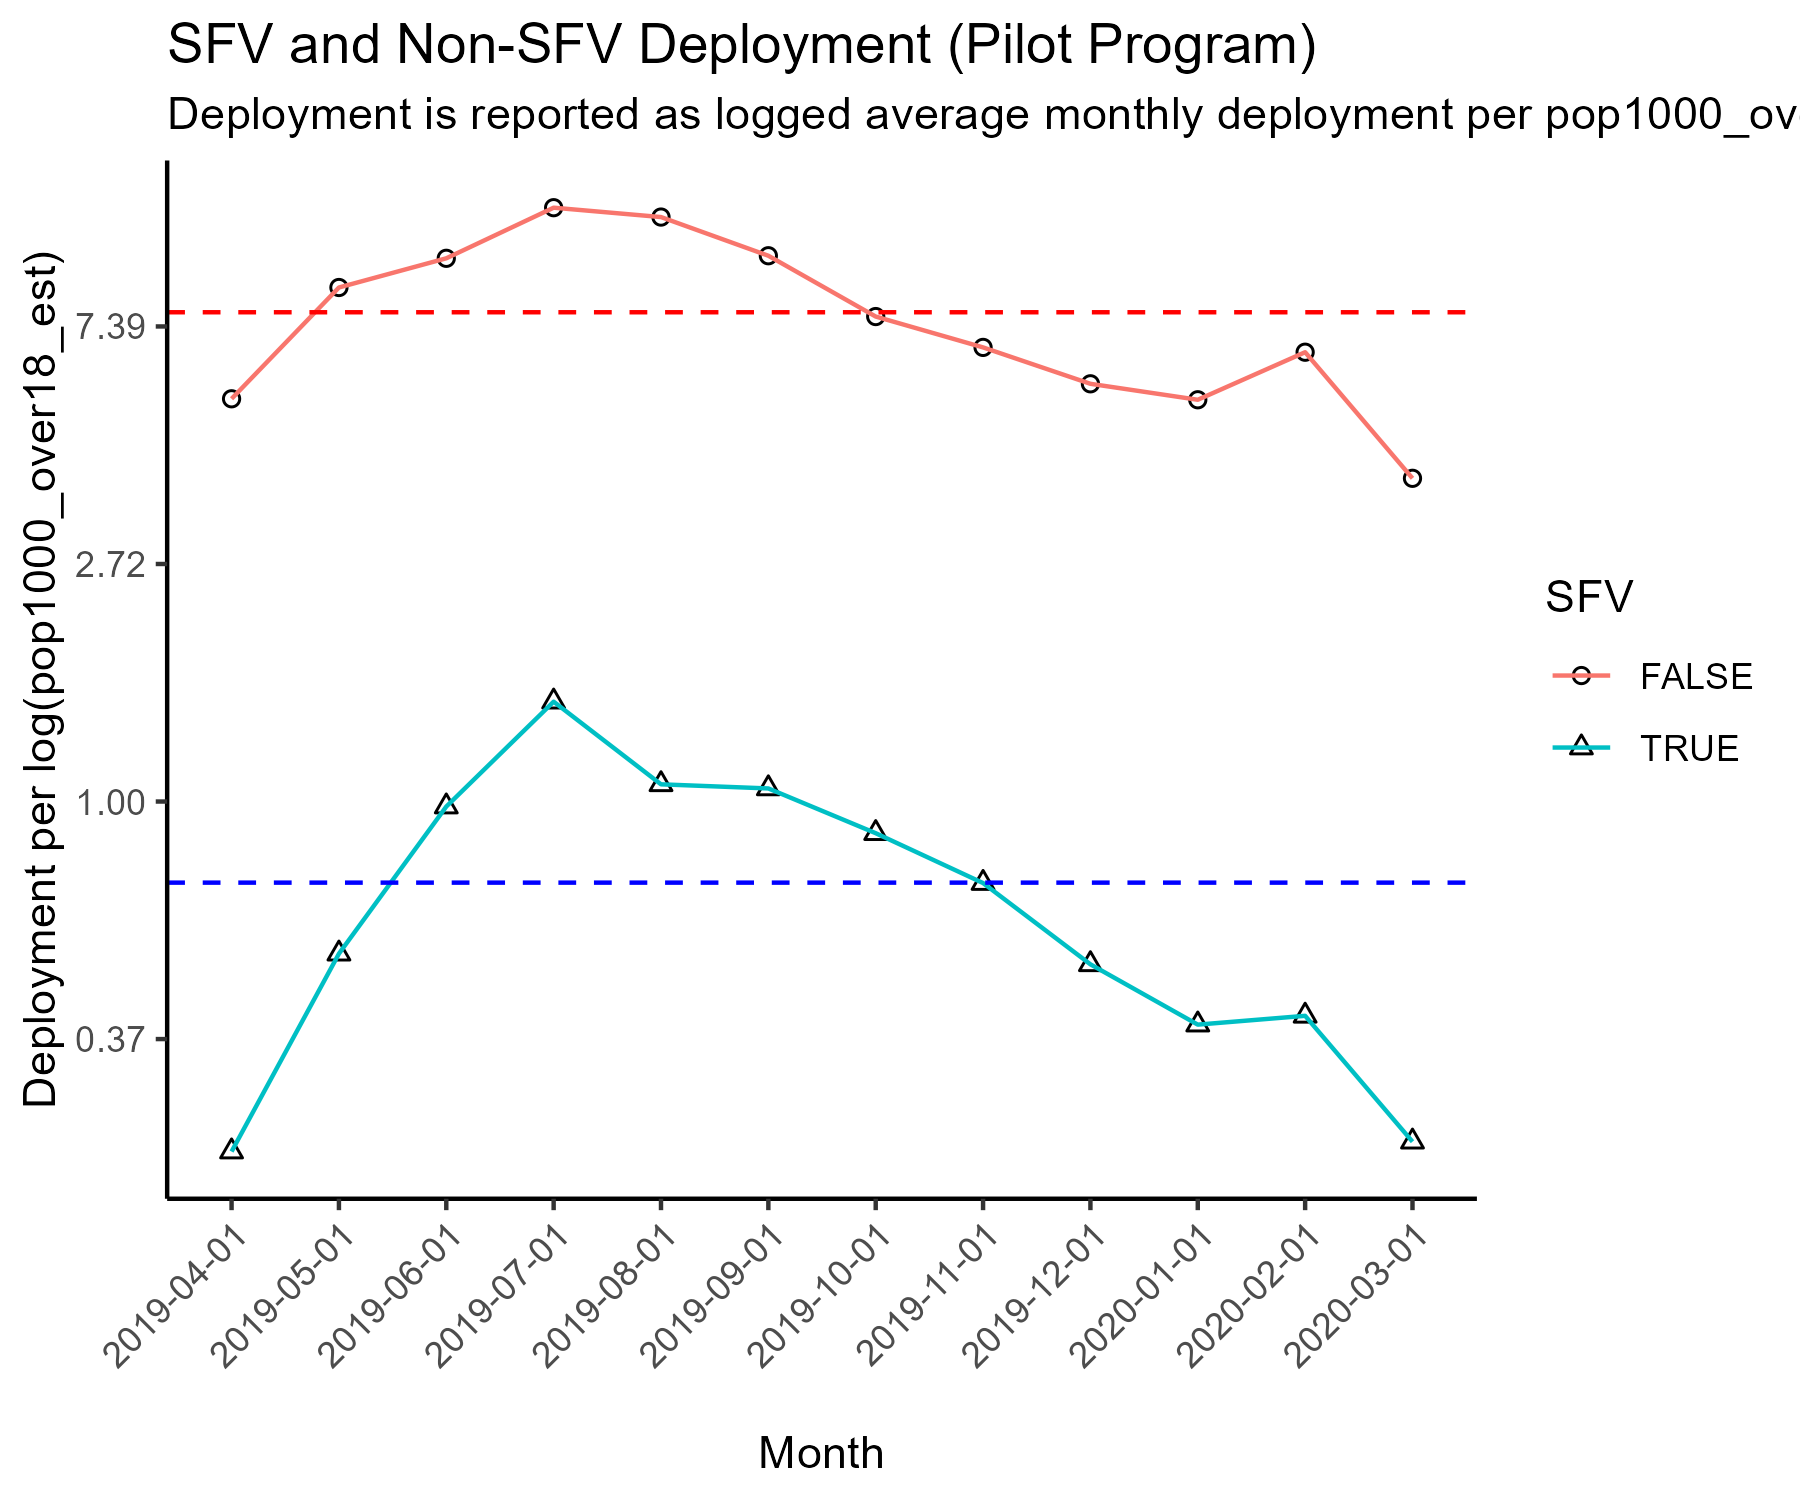 SFV and Non-SFV Deployment (Pilot Program)
Deployment is reported as logged average monthly deployment per pop1000_ov
Deployment per log(pop1000_over18_est)
7.39
2.72
1.00
0.37
SFV
FALSE
TRUE
2019-04-01
2019-05-01
2019-06-01
2019-07-01
2019-08-01
2019-09-01
2019-10-01
2019-11-01
2019-12-01
2020-01-01
2020-02-01
2020-03-01
Month